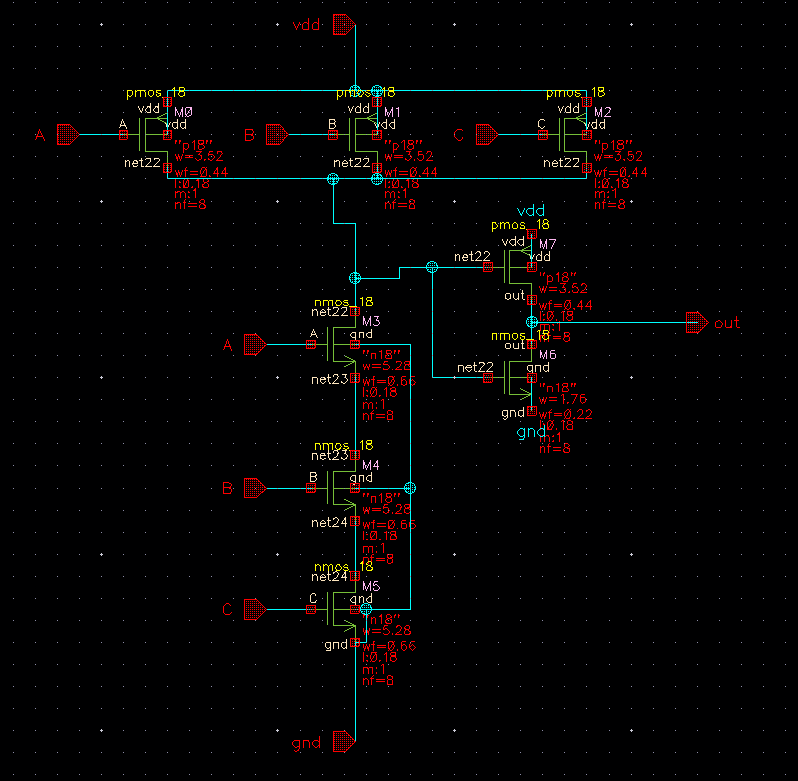 vdd
pmos_18
vdd
M0
vdd
A
A
"p18"
w=3.52
wf=0.44
l:0.18
m:1
nf=8
net22
pmos_18
vdd
M1
vdd
B
B
"p18"
w=3.52
wf=0.44
l:0.18
m:1
nf=8
net22
pmos_18
vdd
M2
vdd
C
C
"p18"
w=3.52
wf=0.44
l:0.18
m:1
nf=8
net22
vdd
pmos_18
vdd
M7
vdd
net22
"p18"
w=3.52
wf=0.44
l:0.18
m:1
nf=8
out
out
nmos_18
out
M6
gnd
net22
"n18"
w=1.76
wf=0.22
l:0.18
m:1
nf=8
gnd
gnd
nmos_18
net22
M3
gnd
A
A
"n18"
w=5.28
wf=0.66
l:0.18
m:1
nf=8
net23
nmos_18
net23
M4
gnd
B
B
"n18"
w=5.28
wf=0.66
l:0.18
m:1
nf=8
net24
nmos_18
net24
M5
gnd
C
C
"n18"
w=5.28
wf=0.66
l:0.18
m:1
nf=8
gnd
gnd